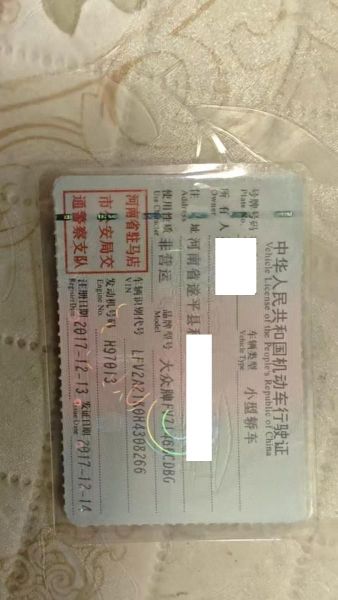 中华人民共和国机动车行驶证
Vehicle License of the People's Republic of China
号牌号码
Plate No.
车辆类型 小型轿车
Vehicle Type
所有人
Owner
住址 河南省遂平县
Address
使用性质 非营运
Use Character
品牌型号 大众牌
Model
河南省驻马店
市公安局交
通警察支队
车辆识别代号
VIN
发动机号码 H97013
Engine No.
注册日期 2017-12-13
Register Date
发证日期 2017-12-14
Issue Date